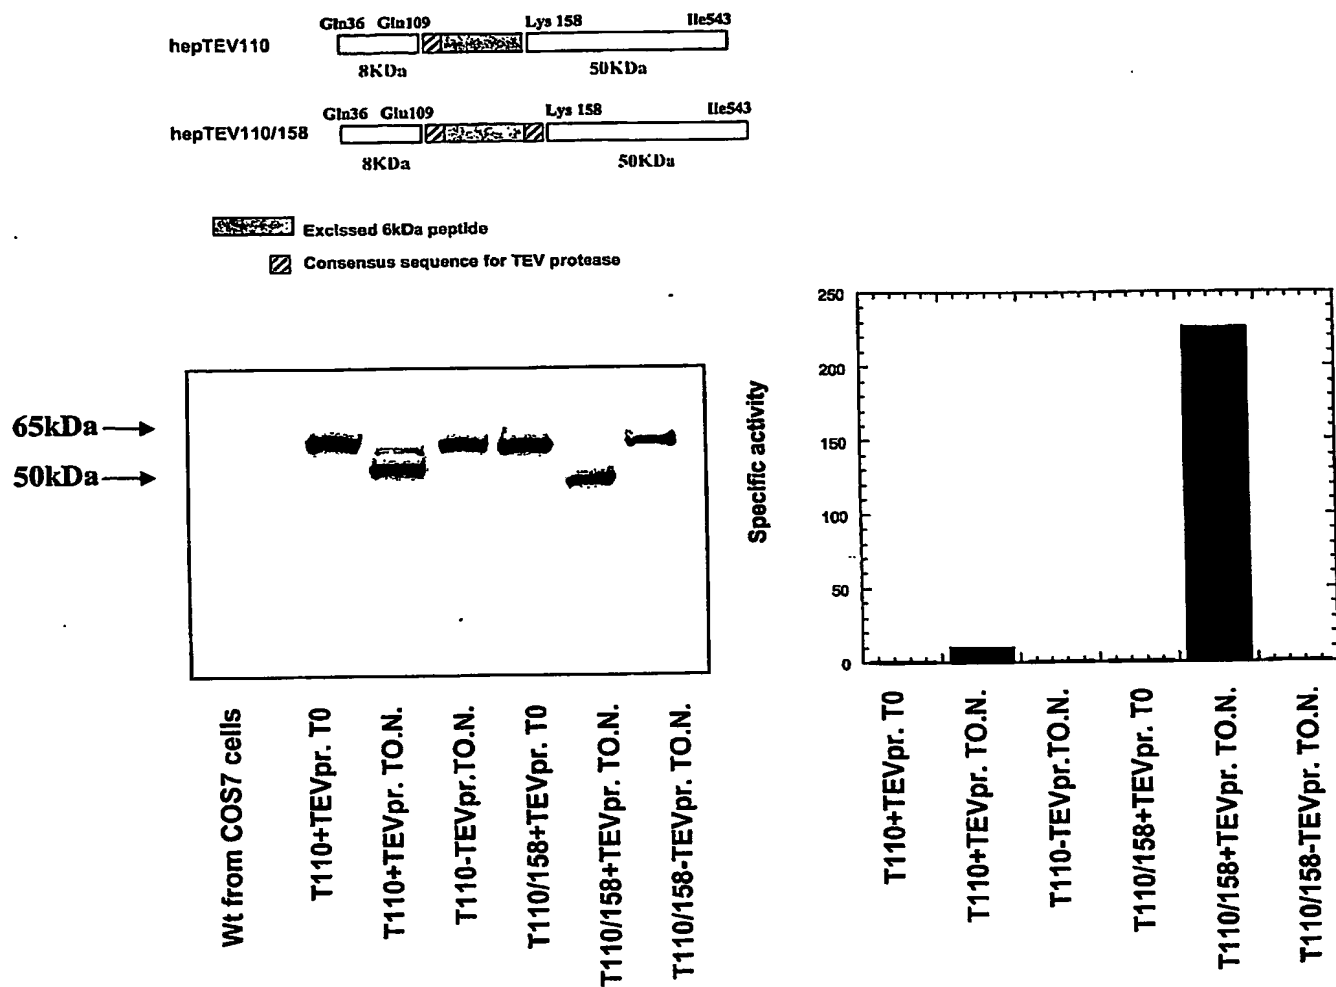 Gln36 Glu109 Lys 158 Ile543
hepTEV110
8KDa 50KDa
Gln36 Glu109 Lys 158 Ile543
hepTEV110/158
8KDa 50KDa
Excissed 6kDa peptide
Consensus sequence for TEV protease
65kDa
50kDa
Wt from COS7 cells
T110+TEVpr. T0
T110+TEVpr. TO.N.
T110-TEVpr.TO.N.
T110/158+TEVpr. T0
T110/158+TEVpr. TO.N.
T110/158-TEVpr. TO.N.
Specific activity
250
200
150
100
50
0
T110+TEVpr. T0
T110+TEVpr. TO.N.
T110-TEVpr. TO.N.
T110/158+TEVpr. T0
T110/158+TEVpr. TO.N.
T110/158-TEVpr. TO.N.